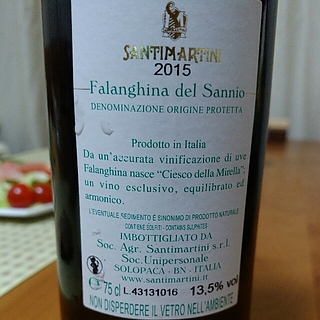 SANTIMARTINI
2015
Falanghina del Sannio
DENOMINAZIONE ORIGINE PROTETTA
Prodotto in Italia
Da un'accurata vinificazione di uve
Falanghina nasce "Ciesco della Mirella";
un vino esclusivo, equilibrato ed
armonico.
L'EVENTUALE SEDIMENTO È SINONIMO DI PRODOTTO NATURALE
CONTIENE SOLFITI - CONTAINS SULPHITES
IMBOTTIGLIATO DA
Soc. Agr. Santimartini s.r.l.
Soc. Unipersonale
SOLOPACA - BN - ITALIA
e 75 cl L.43131016 13,5% vol
NON DISPERDERE IL VETRO NELL'AMBIENTE